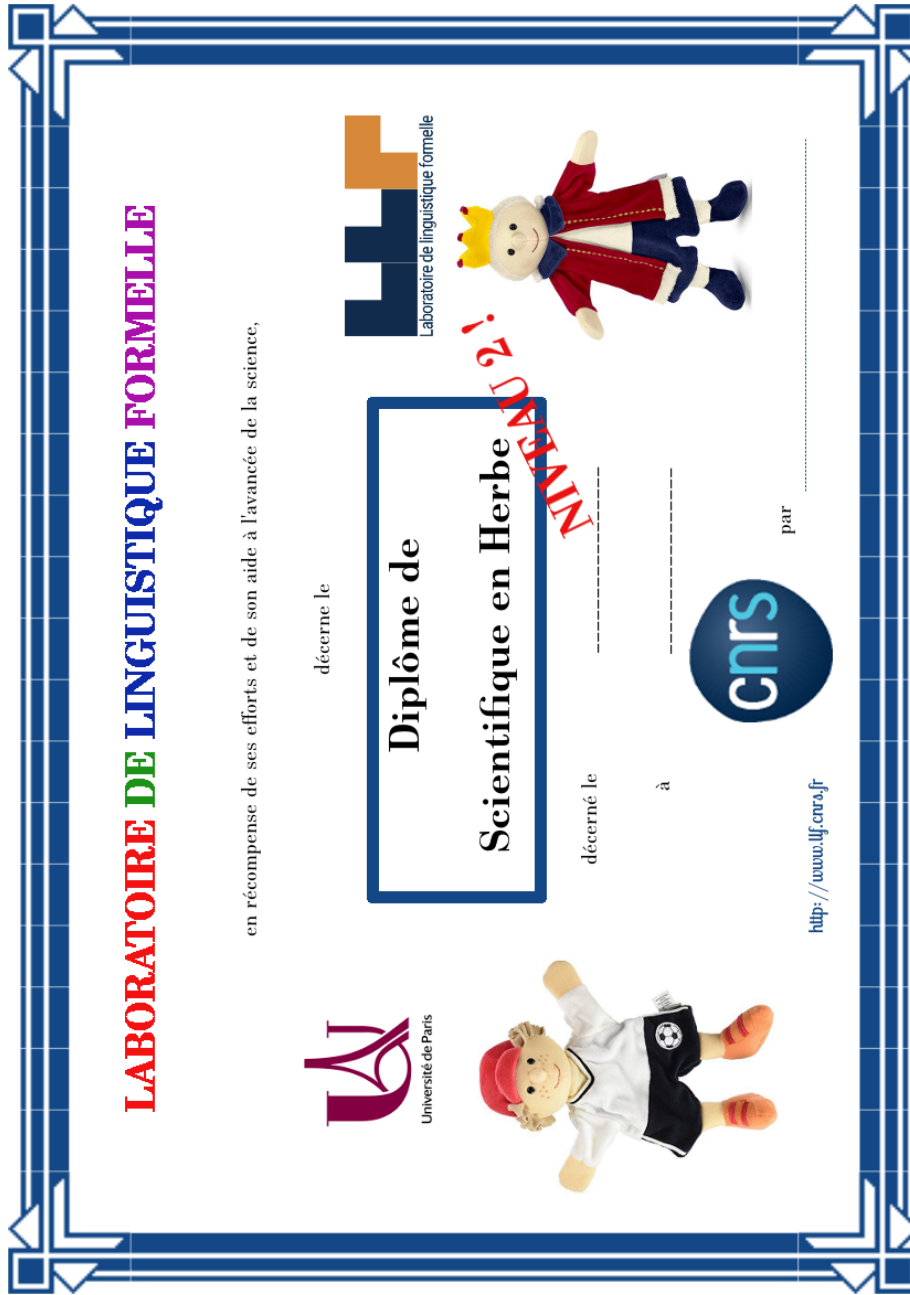 LABORATOIRE DE LINGUISTIQUE FORMELLE
en récompense de ses efforts et de son aide à l'avancée de la science,
Université de Paris
décerne le
Laboratoire de linguistique formelle
Diplôme de
Scientifique en Herbe
NIVEAU 2 !
décerné le
à
cnrs
par
http://www.llf.cnrs.fr